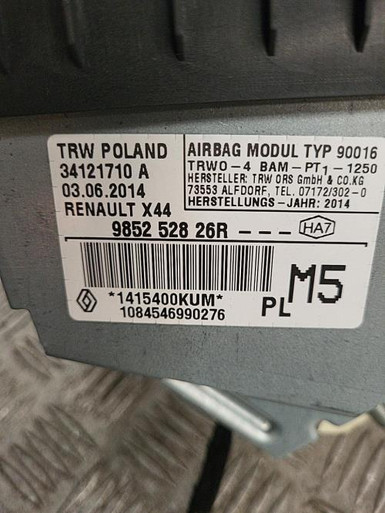 TRW POLAND
34121710 A
03.06.2014
RENAULT X44
AIRBAG MODUL TYP 90016
TRWO-4 BAM-PT1-1250
HERSTELLER: TRW ORS GmbH & CO.KG
73553 ALFDORF, TEL. 07172/302-0
HERSTELLUNGS-JAHR: 2014
9852 528 26R --- HA7
*1415400KUM*
1084546990276
PL M5